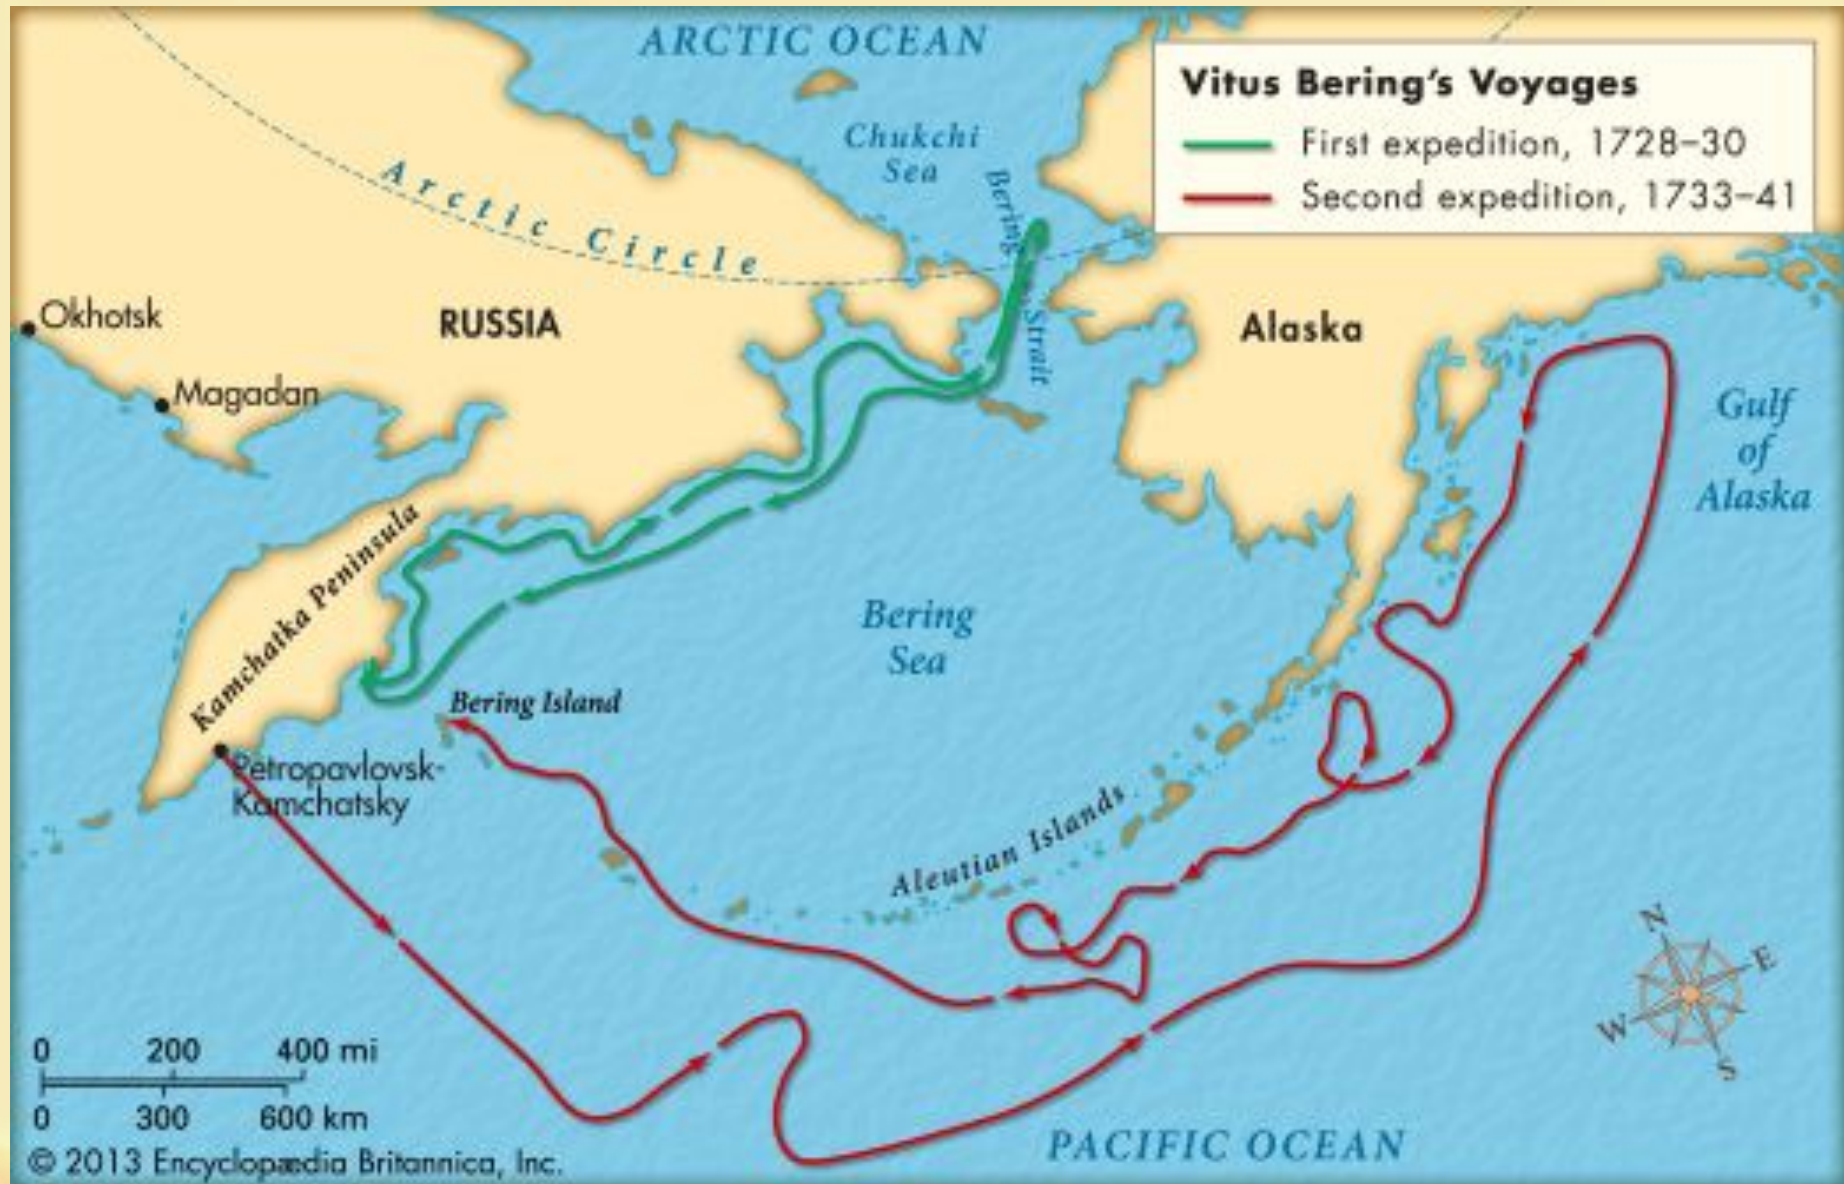 ARCTIC OCEAN
Vitus Bering's Voyages
First expedition, 1728–30
Second expedition, 1733–41
Chukchi
Sea
Bering
Strait
Arctic Circle
Okhotsk
RUSSIA
Alaska
Magadan
Gulf
of
Alaska
Kamchatka Peninsula
Bering
Sea
Bering Island
Petropavlovsk-
Kamchatsky
Aleutian Islands
N
E
W
S
0 200 400 mi
0 300 600 km
PACIFIC OCEAN
© 2013 Encyclopædia Britannica, Inc.